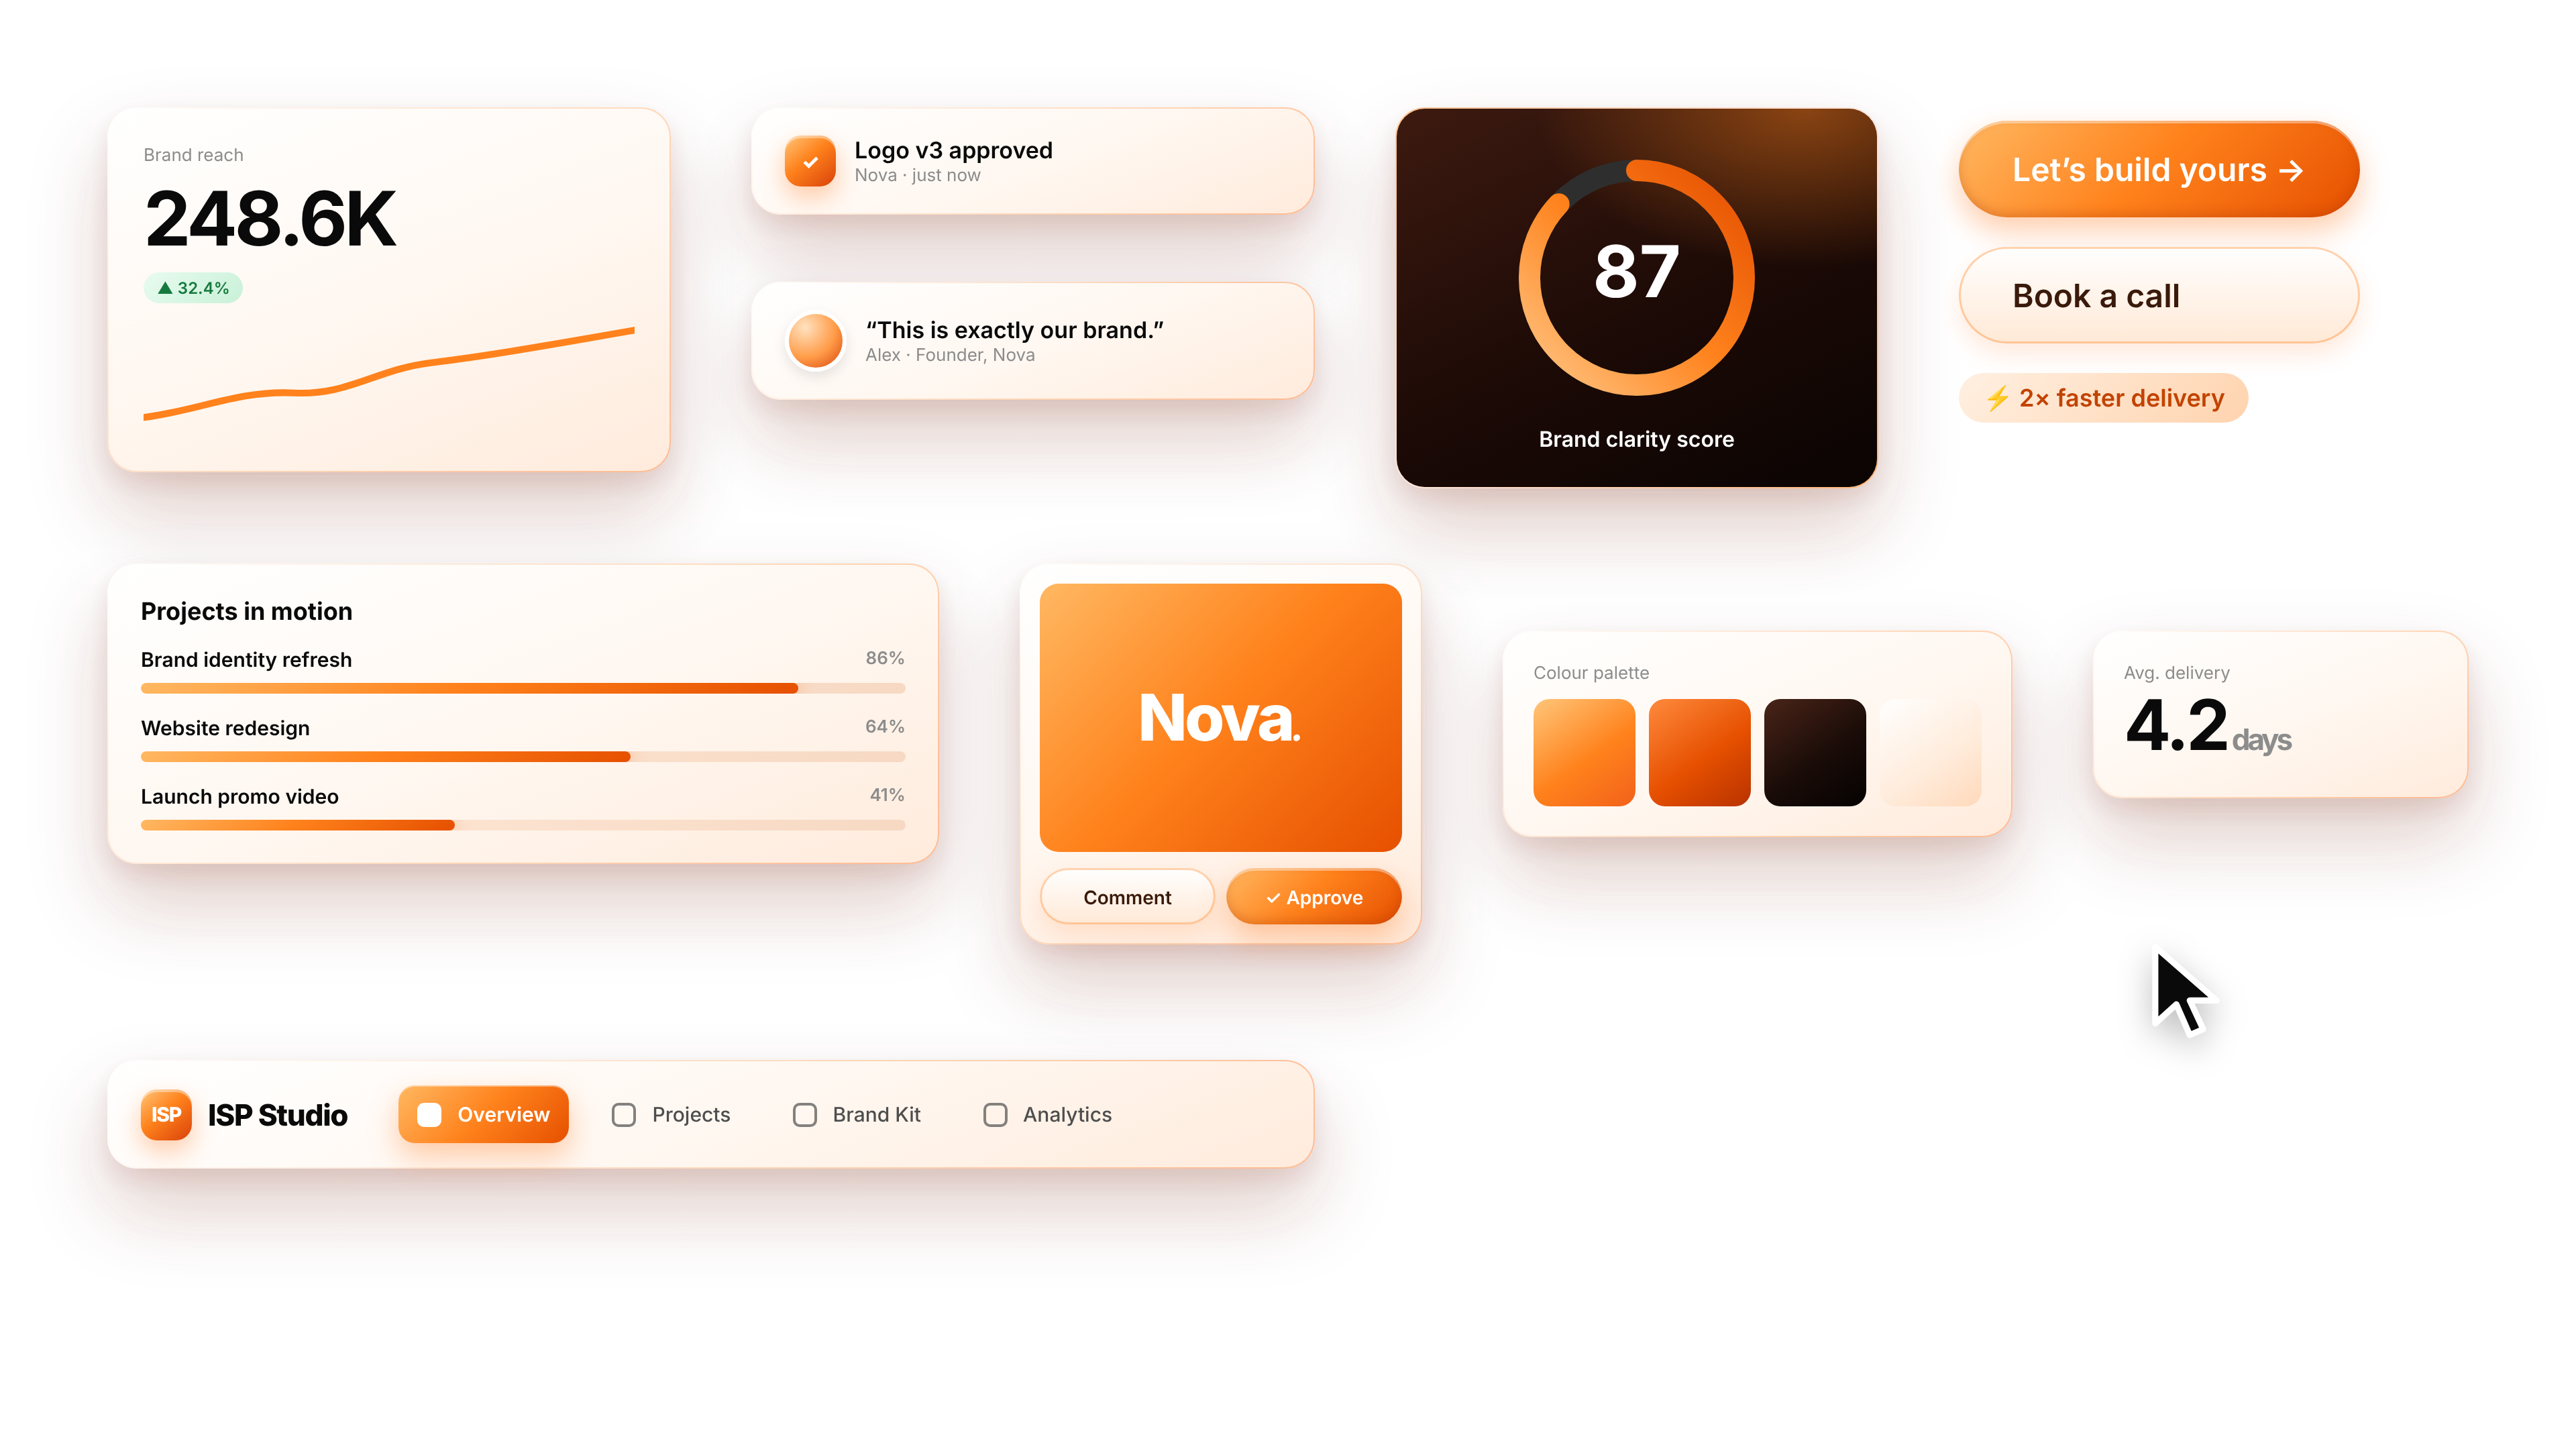 Brand reach
248.6K
▲ 32.4%
✓
Logo v3 approved
Nova · just now
“This is exactly our brand.”
Alex · Founder, Nova
87
Brand clarity score
Let’s build yours →
Book a call
⚡ 2× faster delivery
Projects in motion
Brand identity refresh 86%
Website redesign 64%
Launch promo video 41%
Nova.
Comment
✓ Approve
Colour palette
Avg. delivery
4.2 days
ISP ISP Studio Overview Projects Brand Kit Analytics